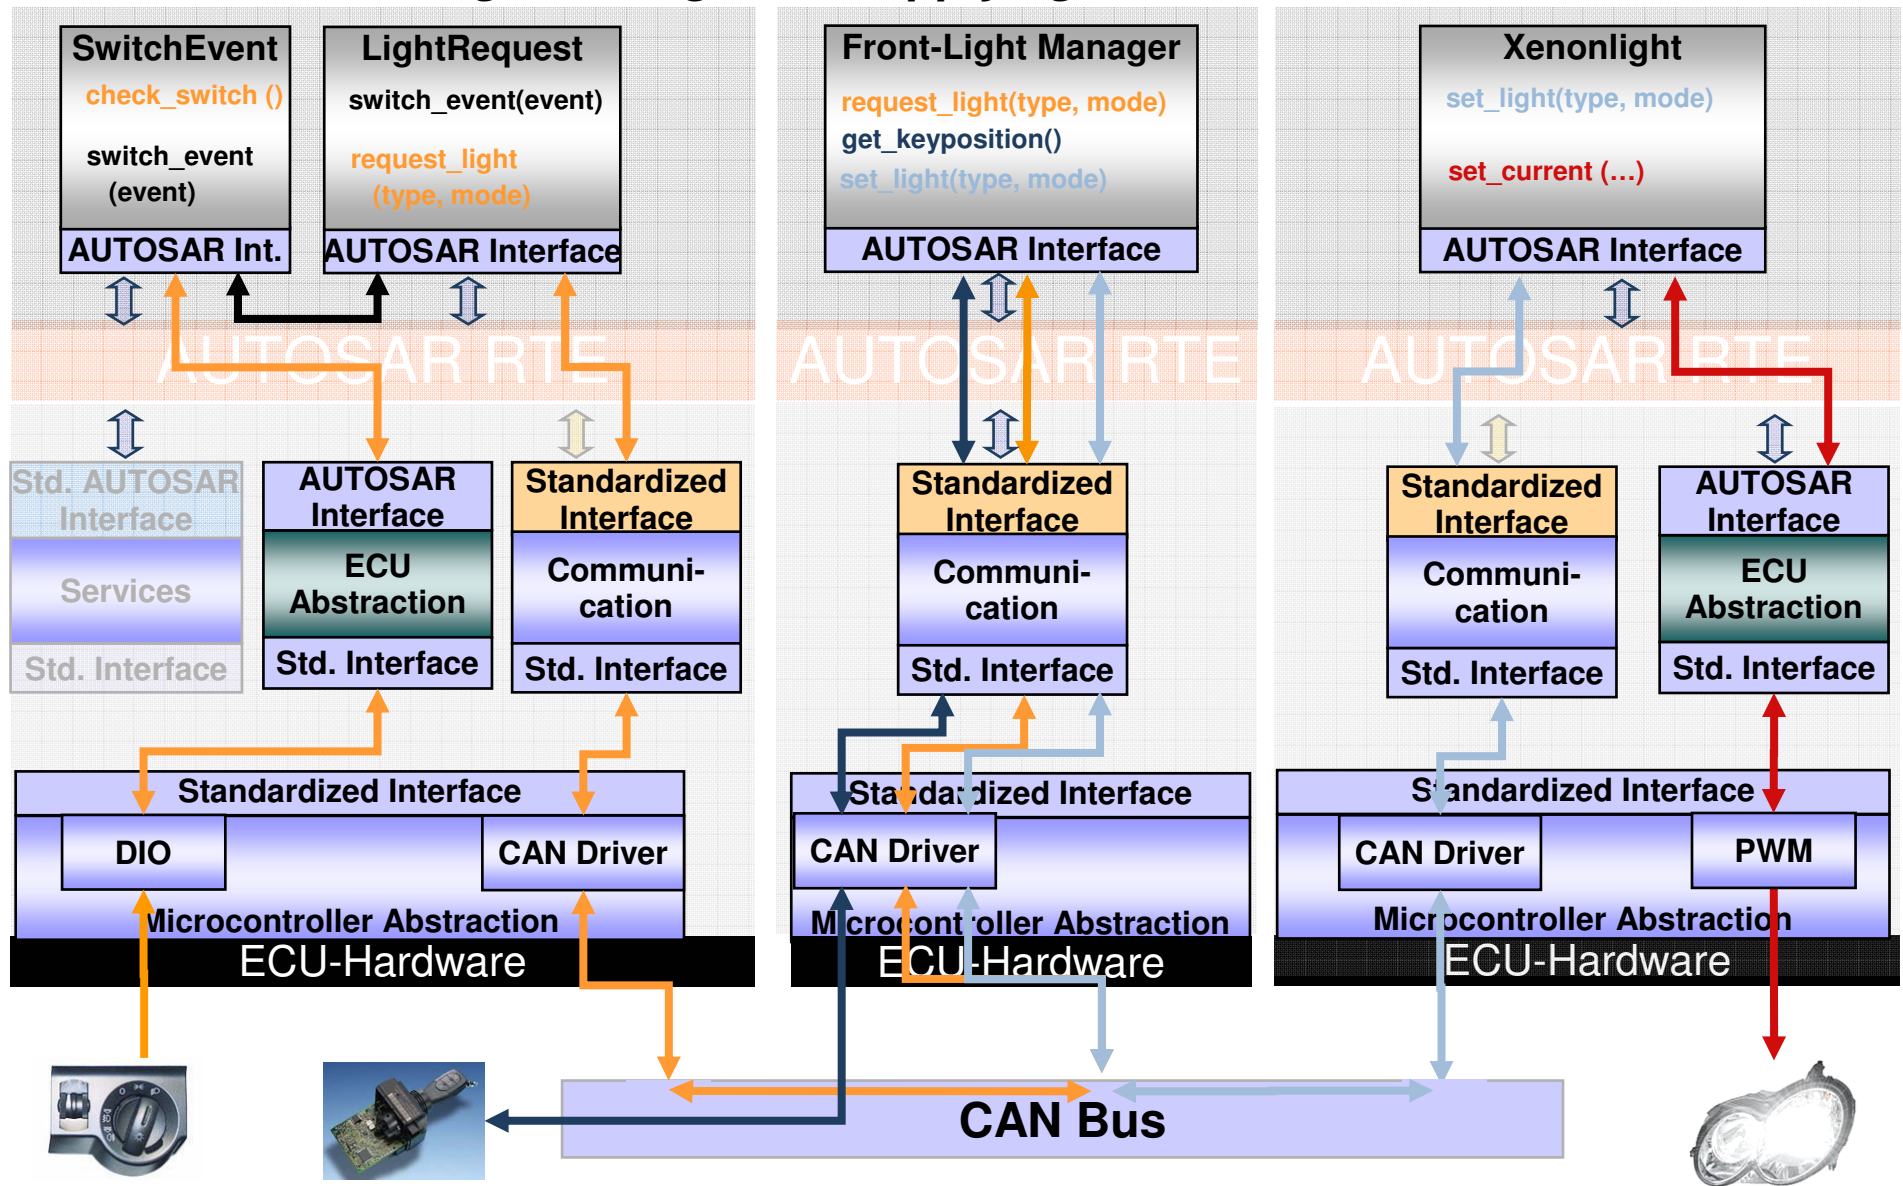 SwitchEvent
check_switch ()
switch_event
(event)
AUTOSAR Int.
LightRequest
switch_event(event)
request_light
(type, mode)
AUTOSAR Interface
Front-Light Manager
request_light(type, mode)
get_keyposition()
set_light(type, mode)
AUTOSAR Interface
Xenonlight
set_light(type, mode)
set_current (…)
AUTOSAR Interface
AUTOSAR RTE
AUTOSAR RTE
AUTOSAR RTE
Std. AUTOSAR
Interface
Services
Std. Interface
AUTOSAR
Interface
ECU
Abstraction
Std. Interface
Standardized
Interface
Communi-
cation
Std. Interface
Standardized
Interface
Communi-
cation
Std. Interface
Standardized
Interface
Communi-
cation
Std. Interface
AUTOSAR
Interface
ECU
Abstraction
Std. Interface
Standardized Interface
DIO
CAN Driver
Microcontroller Abstraction
ECU-Hardware
Standardized Interface
CAN Driver
Microcontroller Abstraction
ECU-Hardware
Standardized Interface
CAN Driver
PWM
Microcontroller Abstraction
ECU-Hardware
CAN Bus